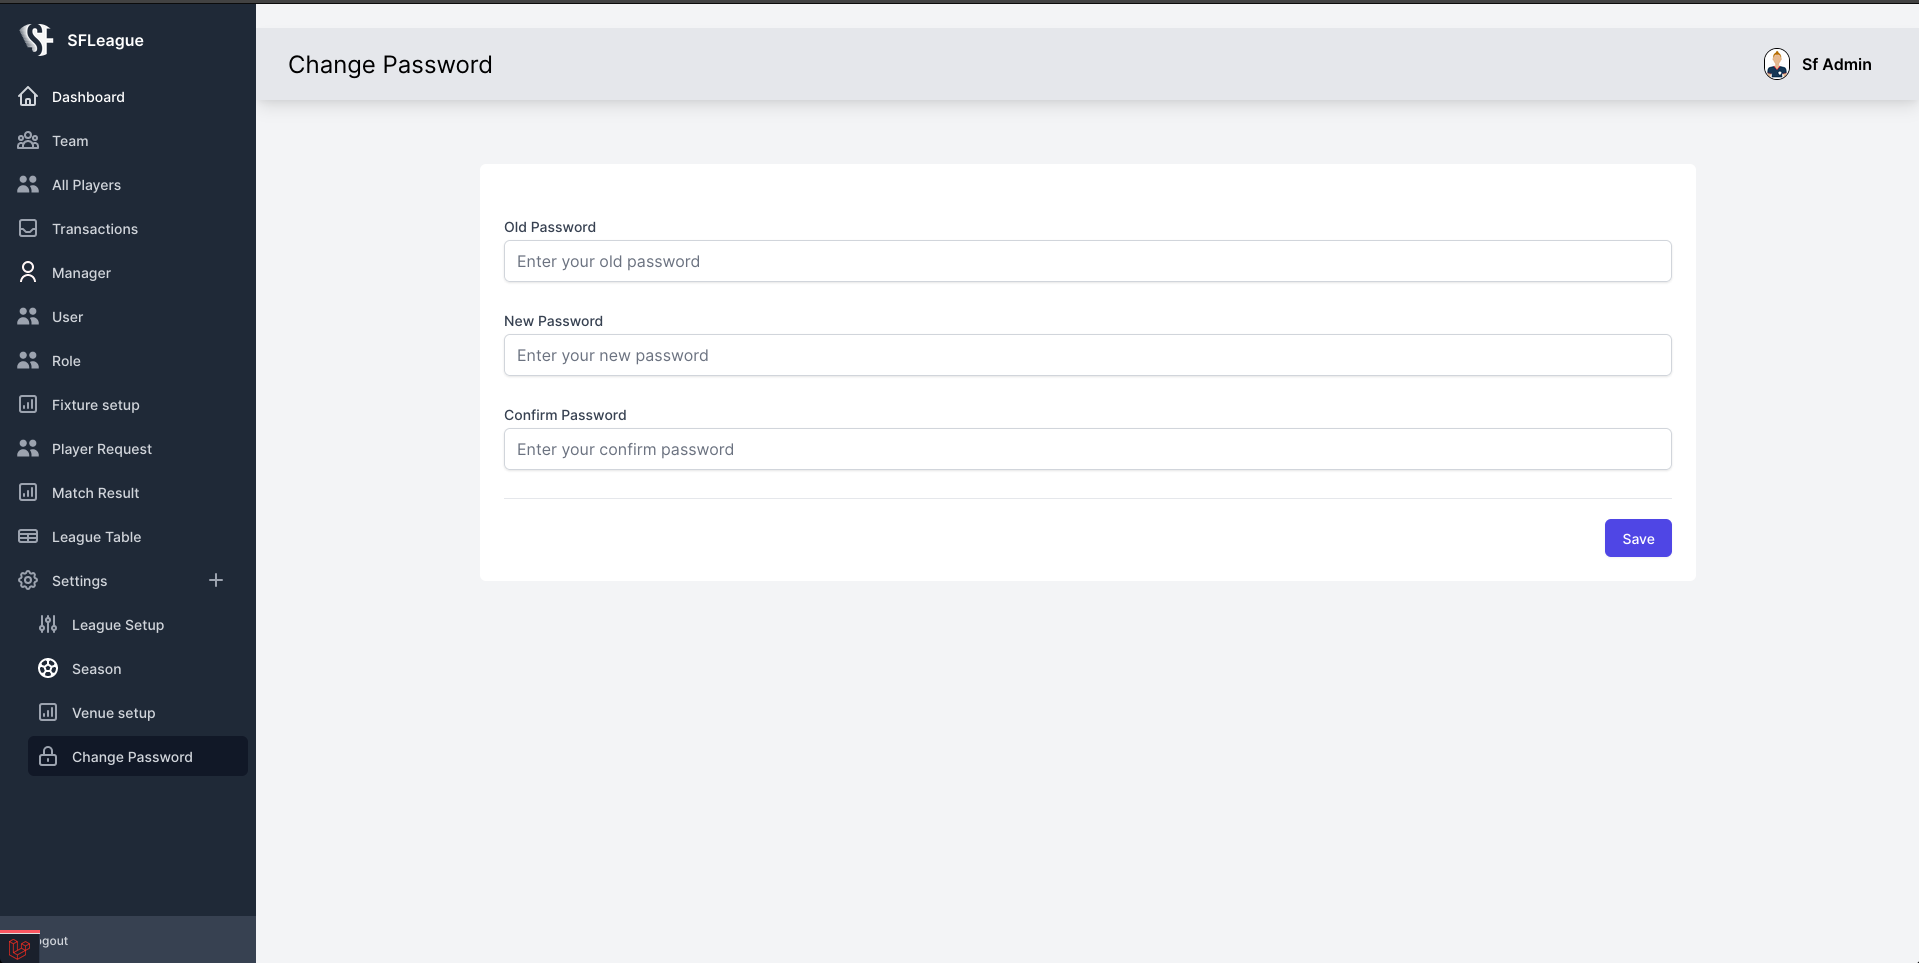 SFLeague
Dashboard
Team
All Players
Transactions
Manager
User
Role
Fixture setup
Player Request
Match Result
League Table
Settings
League Setup
Season
Venue setup
Change Password
Change Password
Sf Admin
Old Password
Enter your old password
New Password
Enter your new password
Confirm Password
Enter your confirm password
Save